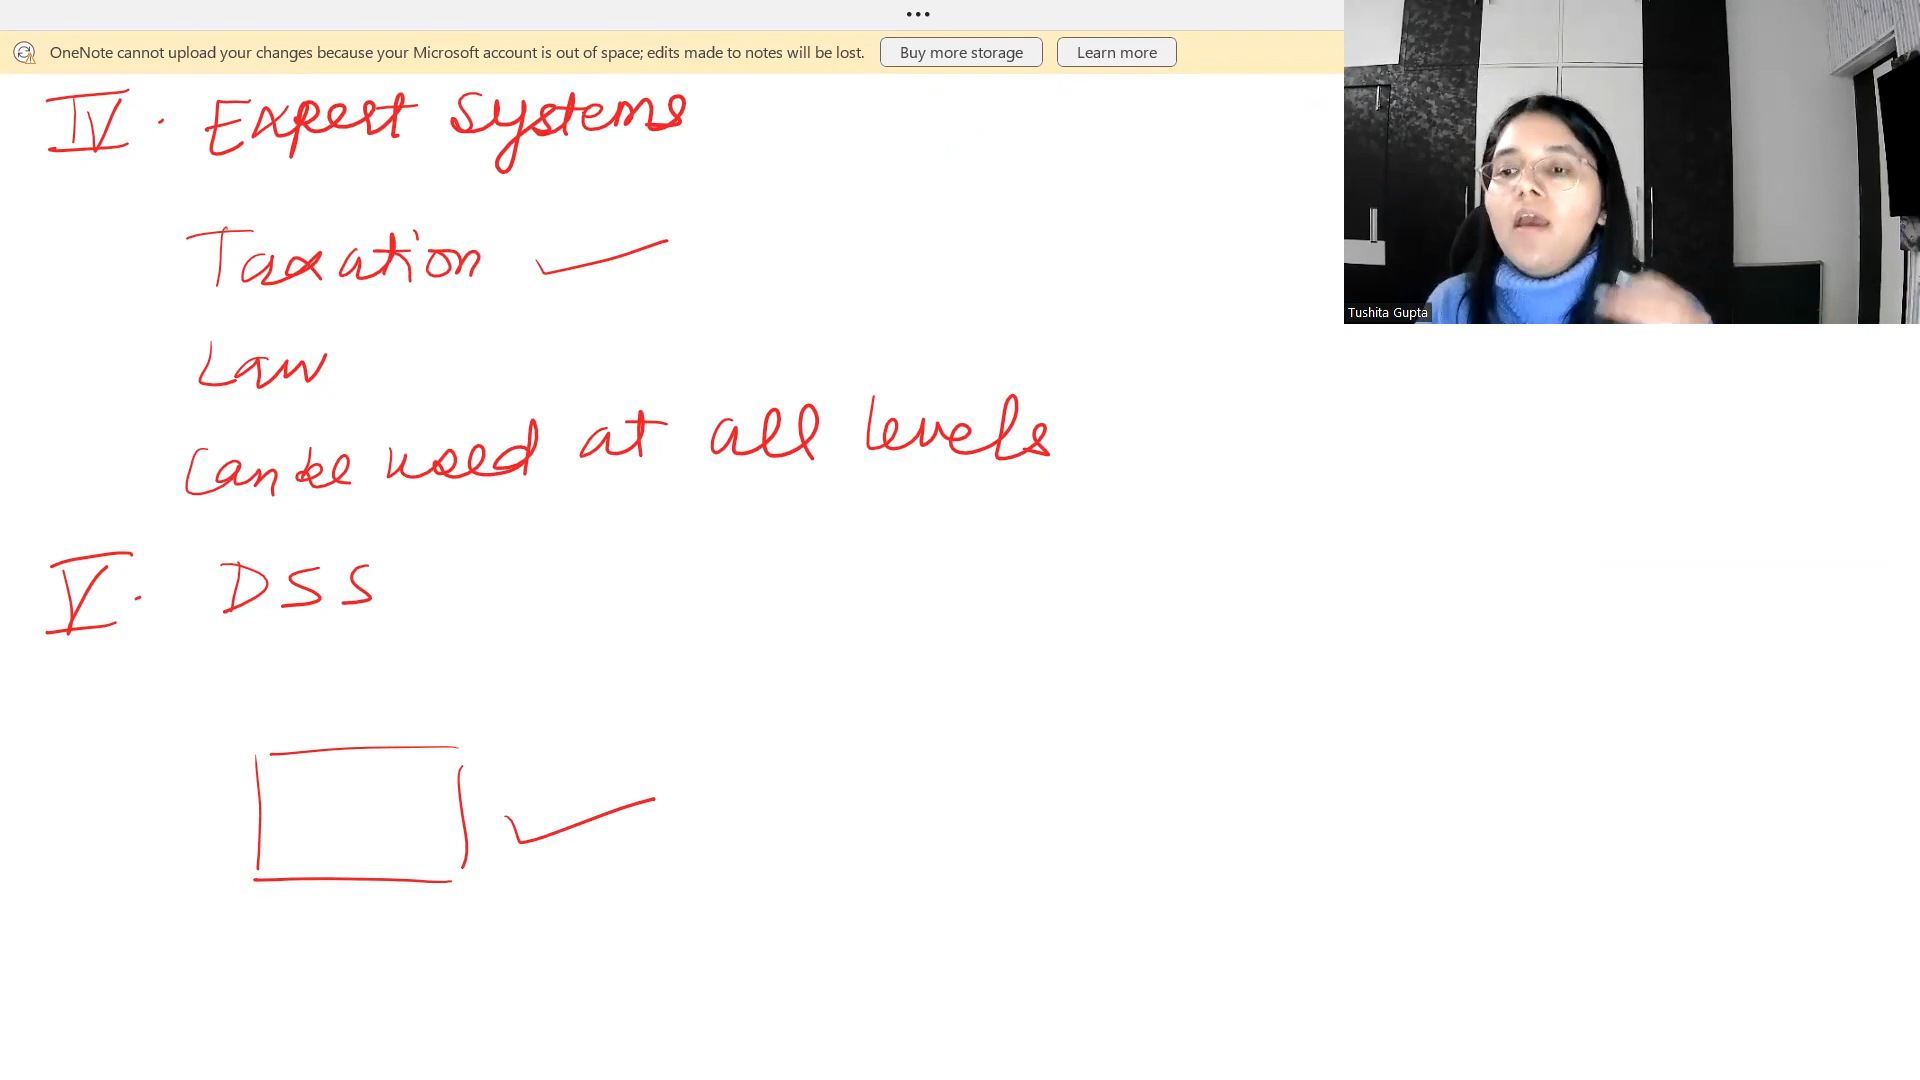 OneNote cannot upload your changes because your Microsoft account is out of space; edits made to notes will be lost. Buy more storage Learn more
IV. Expert Systems
Taxation
Law
Can be used at all levels
V. DSS
Tushita Gupta